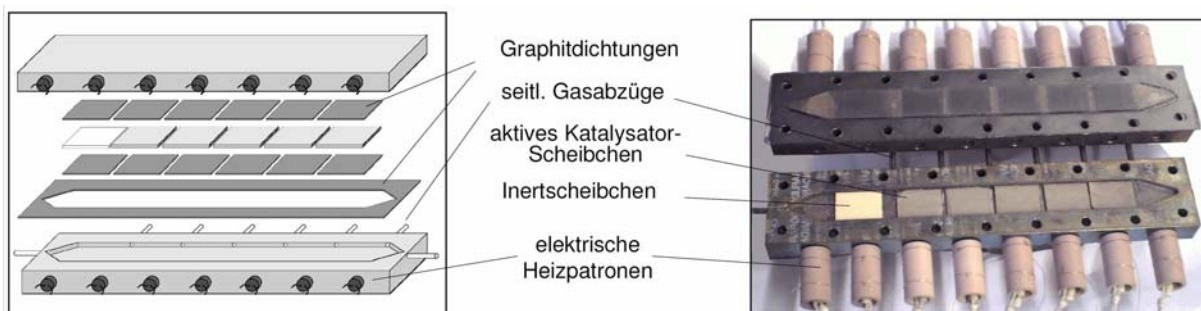 Graphitdichtungen
seitl. Gasabzüge
aktives Katalysator-
Scheibchen
Inertscheibchen
elektrische
Heizpatronen